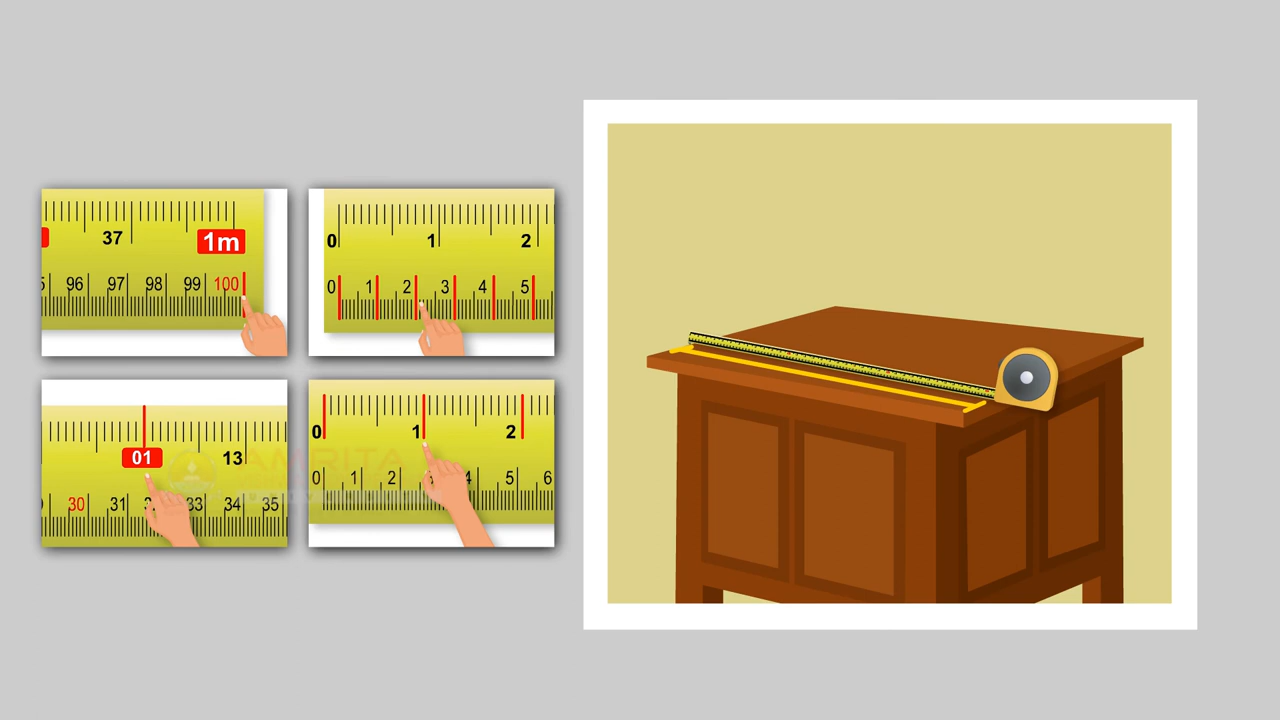 37 1m
96 97 98 99 100
0 1 2
0 1 2 3 4 5
01 13
30 31 33 34 35
0 1 2
0 1 2 4 5 6
AMRITA